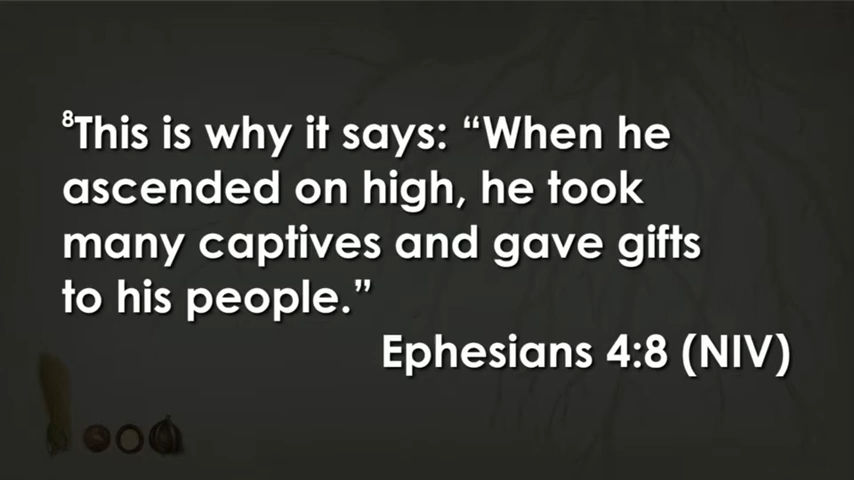 ⁸This is why it says: “When he
ascended on high, he took
many captives and gave gifts
to his people.”
Ephesians 4:8 (NIV)